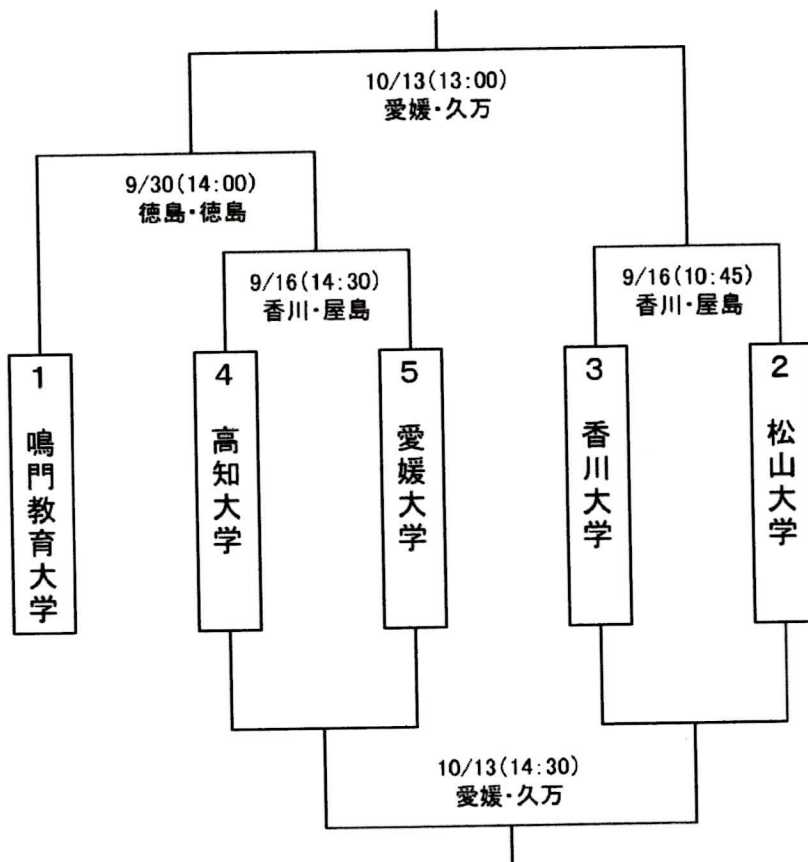 10/13(13:00)
愛媛・久万
9/30(14:00)
徳島・徳島
9/16(14:30)
香川・屋島
9/16(10:45)
香川・屋島
1 鳴門教育大学
4 高知大学
5 愛媛大学
3 香川大学
2 松山大学
10/13(14:30)
愛媛・久万